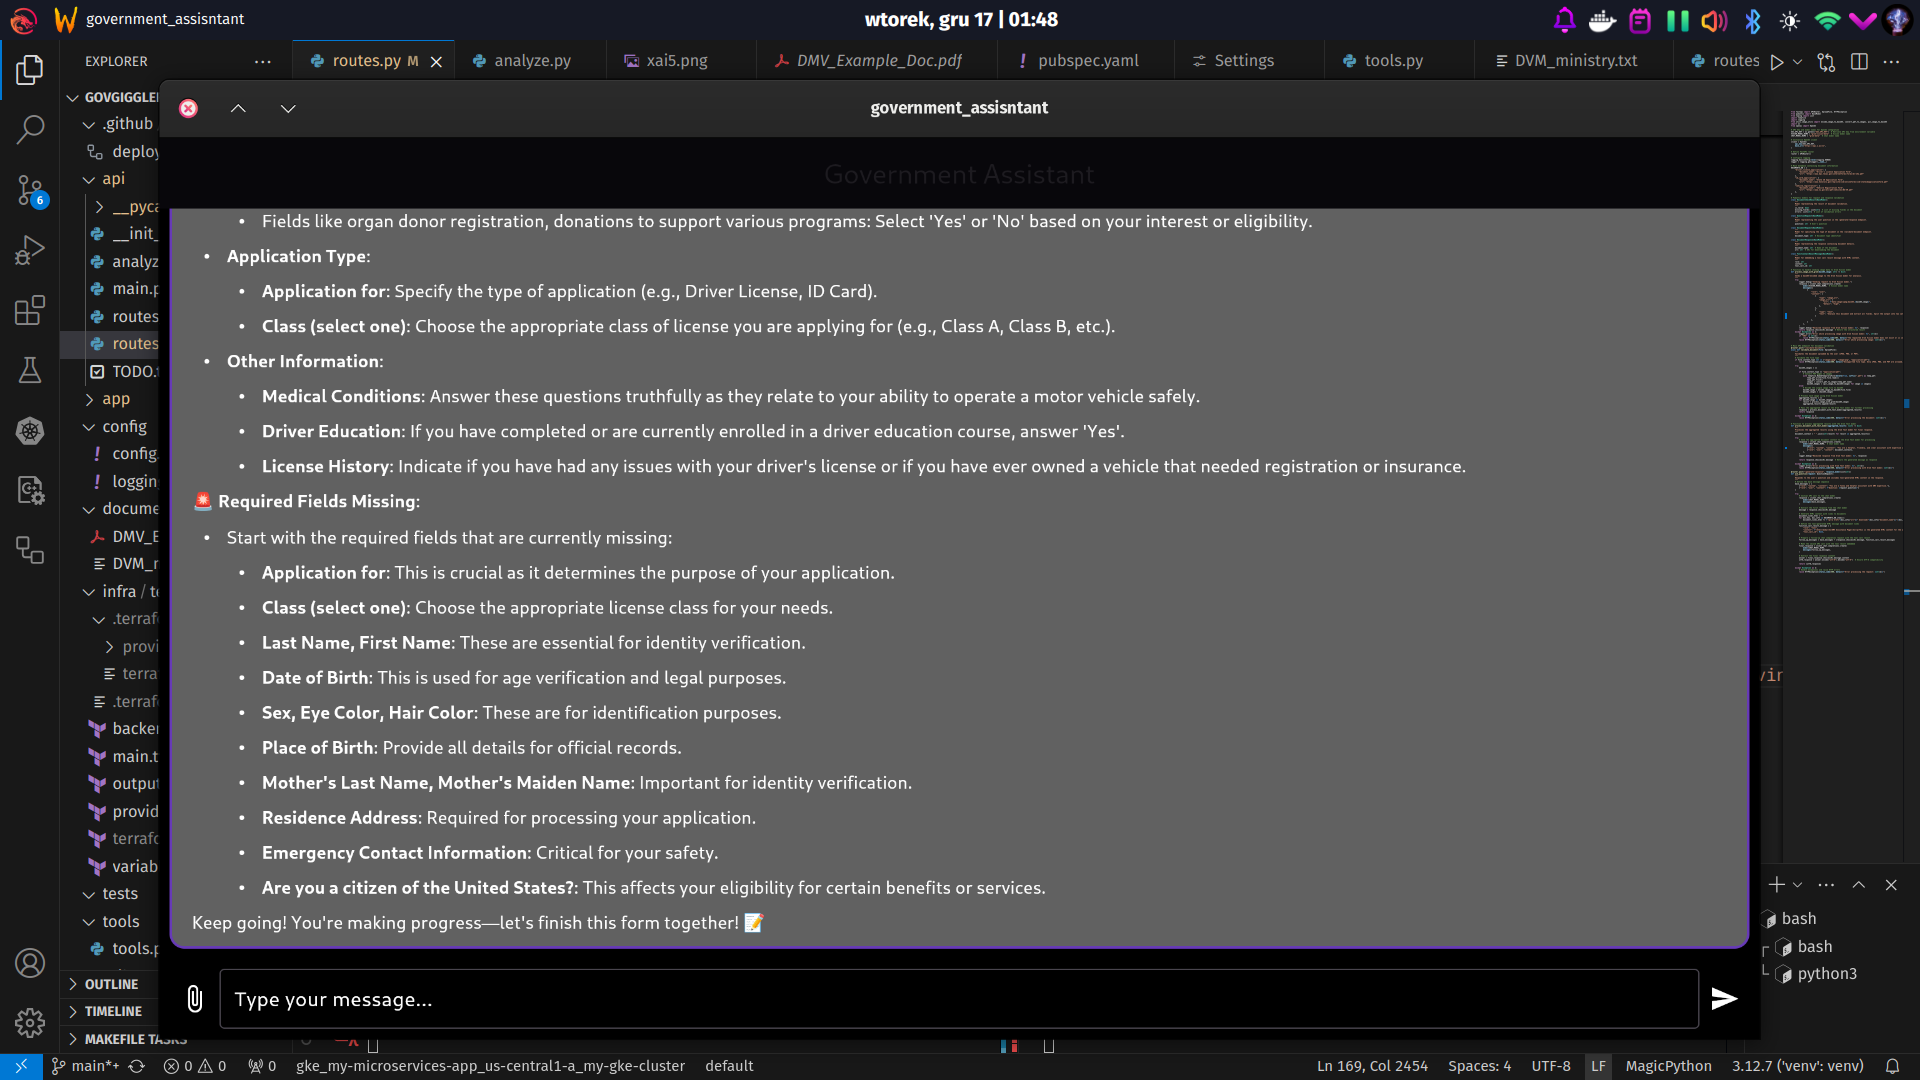 government_assisntant
wtorek, gru 17 | 01:48
EXPLORER
routes.py M
analyze.py
xai5.png
DMV_Example_Doc.pdf
pubspec.yaml
Settings
tools.py
DVM_ministry.txt
routes
GOVGIGGLE
.github
deploy
api
__pyca
__init_
analyz
main.p
routes
routes
TODO.
app
config
config
loggin
docume
DMV_E
DVM_r
infra / te
.terrafo
provi
terra
.terraf
backe
main.t
output
provid
terrafo
variab
tests
tools
tools.p
OUTLINE
TIMELINE
MAKEFILE TASKS
government_assisntant
Government Assistant
• Fields like organ donor registration, donations to support various programs: Select 'Yes' or 'No' based on your interest or eligibility.
• Application Type:
• Application for: Specify the type of application (e.g., Driver License, ID Card).
• Class (select one): Choose the appropriate class of license you are applying for (e.g., Class A, Class B, etc.).
• Other Information:
• Medical Conditions: Answer these questions truthfully as they relate to your ability to operate a motor vehicle safely.
• Driver Education: If you have completed or are currently enrolled in a driver education course, answer 'Yes'.
• License History: Indicate if you have had any issues with your driver's license or if you have ever owned a vehicle that needed registration or insurance.
🚨 Required Fields Missing:
• Start with the required fields that are currently missing:
• Application for: This is crucial as it determines the purpose of your application.
• Class (select one): Choose the appropriate license class for your needs.
• Last Name, First Name: These are essential for identity verification.
• Date of Birth: This is used for age verification and legal purposes.
• Sex, Eye Color, Hair Color: These are for identification purposes.
• Place of Birth: Provide all details for official records.
• Mother's Last Name, Mother's Maiden Name: Important for identity verification.
• Residence Address: Required for processing your application.
• Emergency Contact Information: Critical for your safety.
• Are you a citizen of the United States?: This affects your eligibility for certain benefits or services.
Keep going! You're making progress—let's finish this form together! 📝
Type your message...
bash
bash
python3
6
main*+
0 0
0
gke_my-microservices-app_us-central1-a_my-gke-cluster
default
Ln 169, Col 2454
Spaces: 4
UTF-8
LF
MagicPython
3.12.7 ('venv': venv)